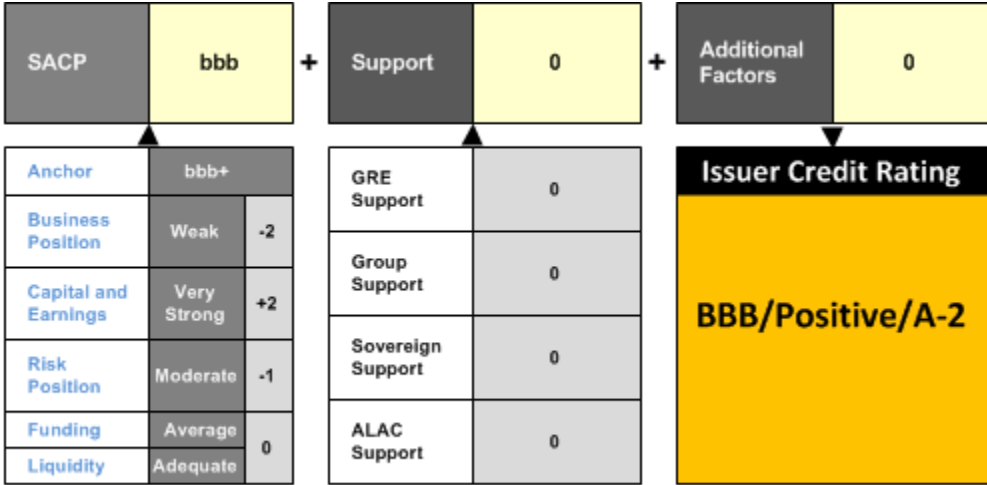 SACP
bbb
+
Support
0
+
Additional
Factors
0
Anchor
bbb+
Business
Position
Weak
-2
Capital and
Earnings
Very
Strong
+2
Risk
Position
Moderate
-1
Funding
Average
0
Liquidity
Adequate
GRE
Support
0
Group
Support
0
Sovereign
Support
0
ALAC
Support
0
Issuer Credit Rating
BBB/Positive/A-2